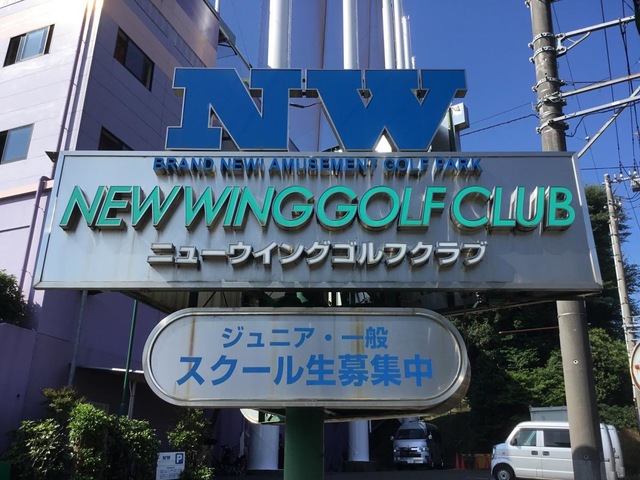 NW
BRAND NEW! AMUSEMENT GOLF PARK
NEW WING GOLF CLUB
ニューウイングゴルフクラブ
ジュニア・一般
スクール生募集中
P